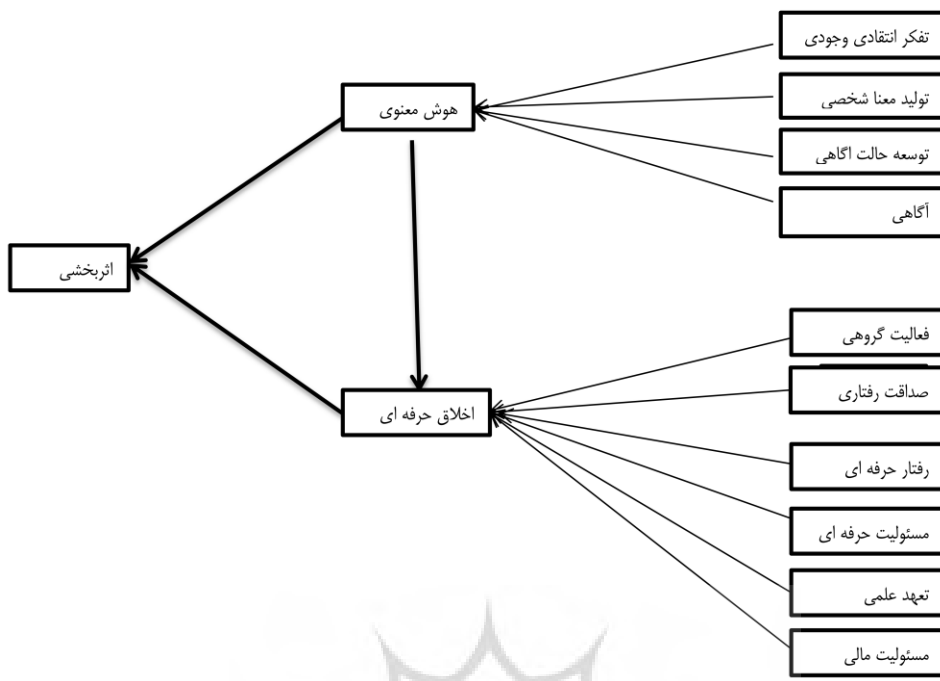 تفکر انتقادی وجودی
تولید معنا شخصی
هوش معنوی
توسعه حالت اگاهی
آگاهی
اثربخشی
فعالیت گروهی
صداقت رفتاری
اخلاق حرفه ای
رفتار حرفه ای
مسئولیت حرفه ای
تعهد علمی
مسئولیت مالی